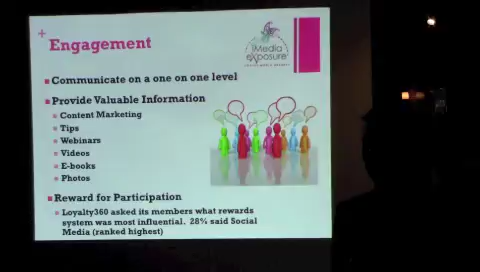 +
Engagement
iMedia
exposure
Communicate on a one on one level
Provide Valuable Information
Content Marketing
Tips
Webinars
Videos
E-books
Photos
Reward for Participation
Loyalty360 asked its members what rewards
system was most influential. 28% said Social
Media (ranked highest)